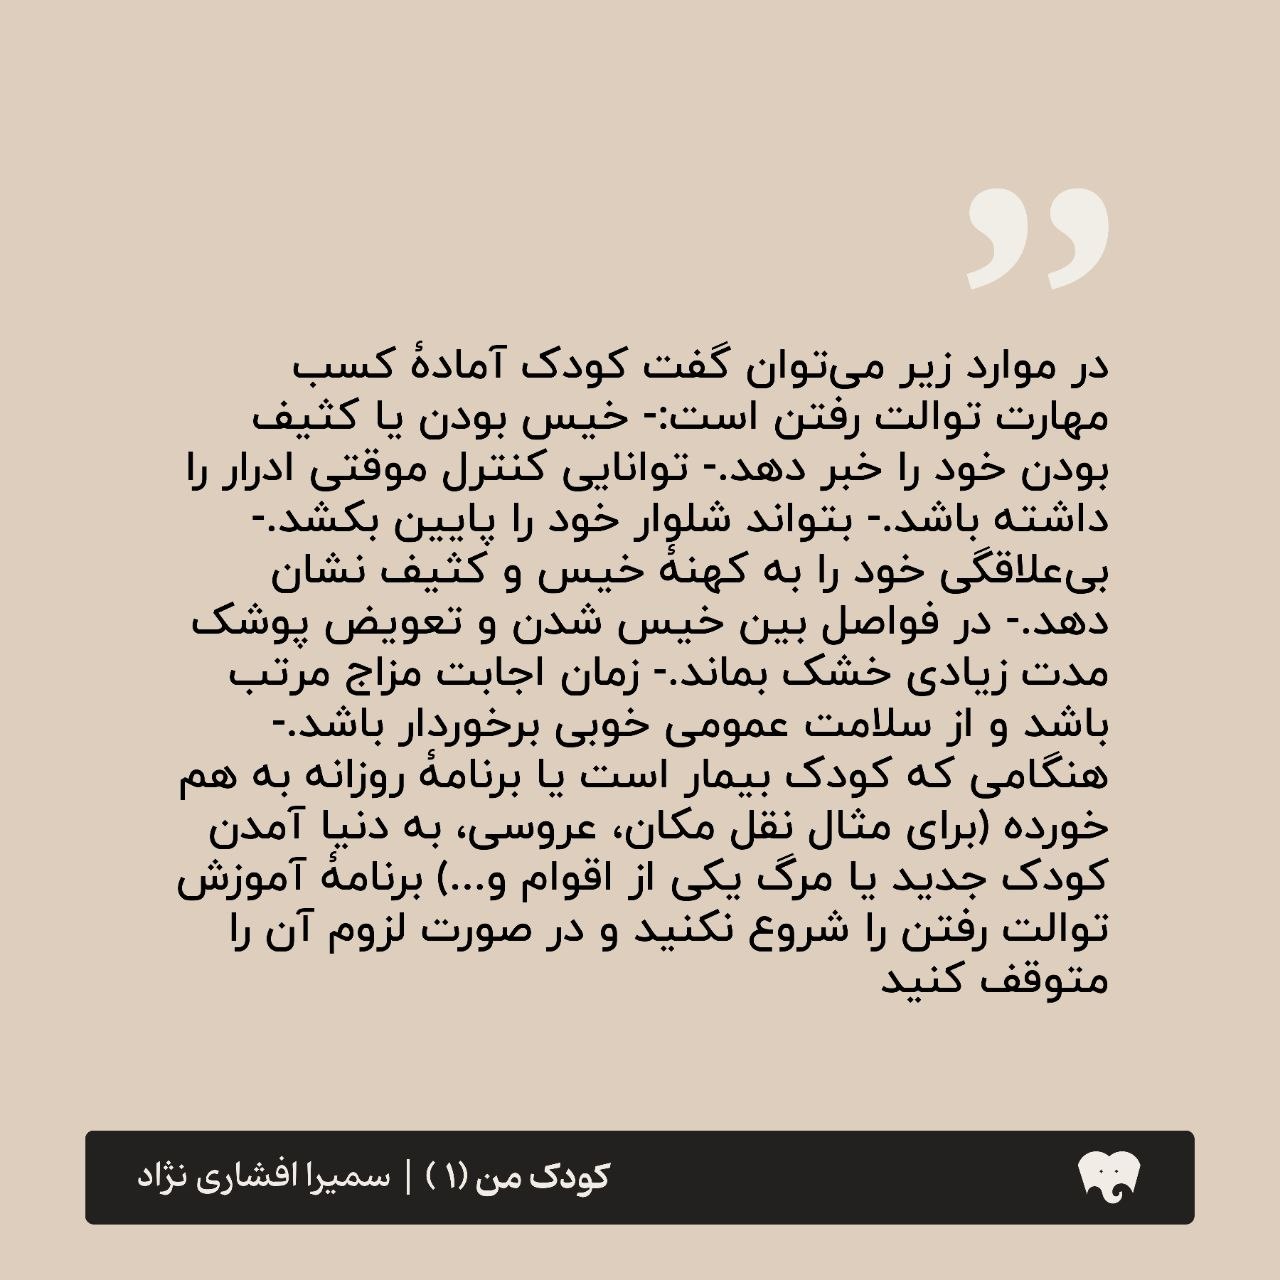 در موارد زیر می‌توان گفت کودک آمادهٔ کسب
مهارت توالت رفتن است:- خیس بودن یا کثیف
بودن خود را خبر دهد.- توانایی کنترل موقتی ادرار را
داشته باشد.- بتواند شلوار خود را پایین بکشد.-
بی‌علاقگی خود را به کهنهٔ خیس و کثیف نشان
دهد.- در فواصل بین خیس شدن و تعویض پوشک
مدت زیادی خشک بماند.- زمان اجابت مزاج مرتب
باشد و از سلامت عمومی خوبی برخوردار باشد.-
هنگامی که کودک بیمار است یا برنامهٔ روزانه به هم
خورده (برای مثال نقل مکان، عروسی، به دنیا آمدن
کودک جدید یا مرگ یکی از اقوام و...) برنامهٔ آموزش
توالت رفتن را شروع نکنید و در صورت لزوم آن را
متوقف کنید
کودک من (۱) | سمیرا افشاری نژاد